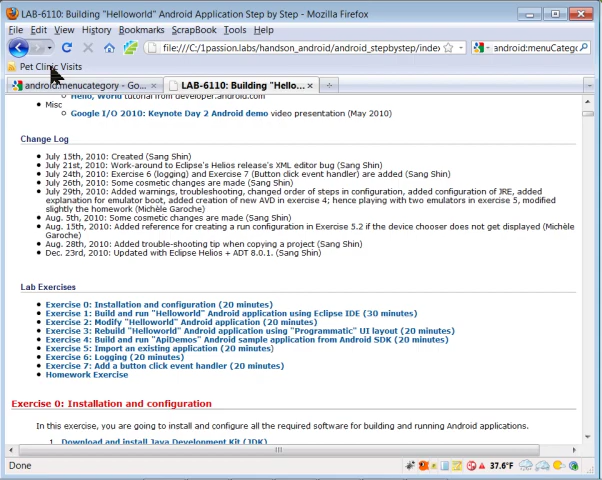 LAB-6110: Building "Helloworld" Android Application Step by Step - Mozilla Firefox
File Edit View History Bookmarks ScrapBook Tools Help
file:///C:/1passion.labs/handson_android/android_stepbystep/index
android:menuCateg
Pet Clinic Visits
android:menucategory - Go...
LAB-6110: Building "Hello...
Hello, World tutorial from developer.android.com
Misc
Google I/O 2010: Keynote Day 2 Android demo video presentation (May 2010)
Change Log
July 15th, 2010: Created (Sang Shin)
July 21st, 2010: Work-around to Eclipse's Helios release's XML editor bug (Sang Shin)
July 24th, 2010: Exercise 6 (logging) and Exercise 7 (Button click event handler) are added (Sang Shin)
July 26th, 2010: Some cosmetic changes are made (Sang Shin)
July 29th, 2010: Added warnings, troubleshooting, changed order of steps in configuration, added configuration of JRE, added
explanation for emulator boot, added creation of new AVD in exercise 4; hence playing with two emulators in exercise 5, modified
slightly the homework (Michèle Garoche)
Aug. 5th, 2010: Some cosmetic changes are made (Sang Shin)
Aug. 15th, 2010: Added reference for creating a run configuration in Exercise 5.2 if the device chooser does not get displayed (Michèle
Garoche)
Aug. 28th, 2010: Added trouble-shooting tip when copying a project (Sang Shin)
Dec. 23rd, 2010: Updated with Eclipse Helios + ADT 8.0.1. (Sang Shin)
Lab Exercises
Exercise 0: Installation and configuration (20 minutes)
Exercise 1: Build and run "Helloworld" Android application using Eclipse IDE (30 minutes)
Exercise 2: Modify "Helloworld" Android application (20 minutes)
Exercise 3: Rebuild "Helloworld" Android application using "Programmatic" UI layout (20 minutes)
Exercise 4: Build and run "ApiDemos" Android sample application from Android SDK (20 minutes)
Exercise 5: Import an existing application (20 minutes)
Exercise 6: Logging (20 minutes)
Exercise 7: Add a button click event handler (20 minutes)
Homework Exercise
Exercise 0: Installation and configuration
In this exercise, you are going to install and configure all the required software for building and running Android applications.
1. Download and install Java Development Kit (JDK)
Done
37.6°F